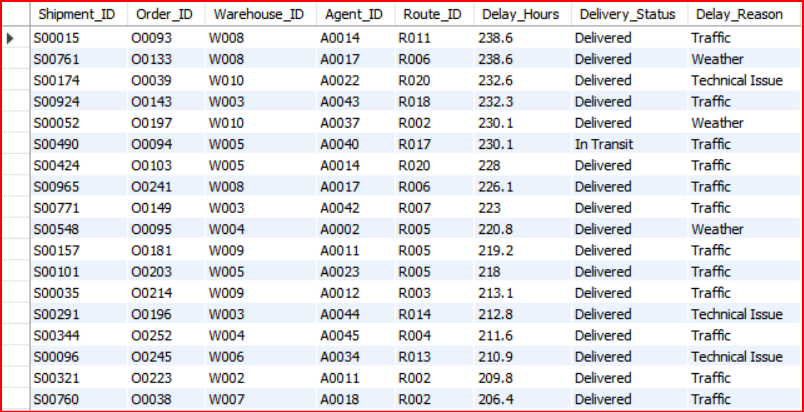 Shipment_ID Order_ID Warehouse_ID Agent_ID Route_ID Delay_Hours Delivery_Status Delay_Reason
S00015 O0093 W008 A0014 R011 238.6 Delivered Traffic
S00761 O0133 W008 A0017 R006 238.6 Delivered Weather
S00174 O0039 W010 A0022 R020 232.6 Delivered Technical Issue
S00924 O0143 W003 A0043 R018 232.3 Delivered Traffic
S00052 O0197 W010 A0037 R002 230.1 Delivered Weather
S00490 O0094 W005 A0040 R017 230.1 In Transit Traffic
S00424 O0103 W005 A0014 R020 228 Delivered Traffic
S00965 O0241 W008 A0017 R006 226.1 Delivered Traffic
S00771 O0149 W003 A0042 R007 223 Delivered Traffic
S00548 O0095 W004 A0002 R005 220.8 Delivered Weather
S00157 O0181 W009 A0011 R005 219.2 Delivered Traffic
S00101 O0203 W005 A0023 R005 218 Delivered Traffic
S00035 O0214 W009 A0012 R003 213.1 Delivered Traffic
S00291 O0196 W003 A0044 R014 212.8 Delivered Technical Issue
S00344 O0252 W004 A0045 R004 211.6 Delivered Traffic
S00096 O0245 W006 A0034 R013 210.9 Delivered Technical Issue
S00321 O0223 W002 A0011 R002 209.8 Delivered Traffic
S00760 O0038 W007 A0018 R002 206.4 Delivered Traffic